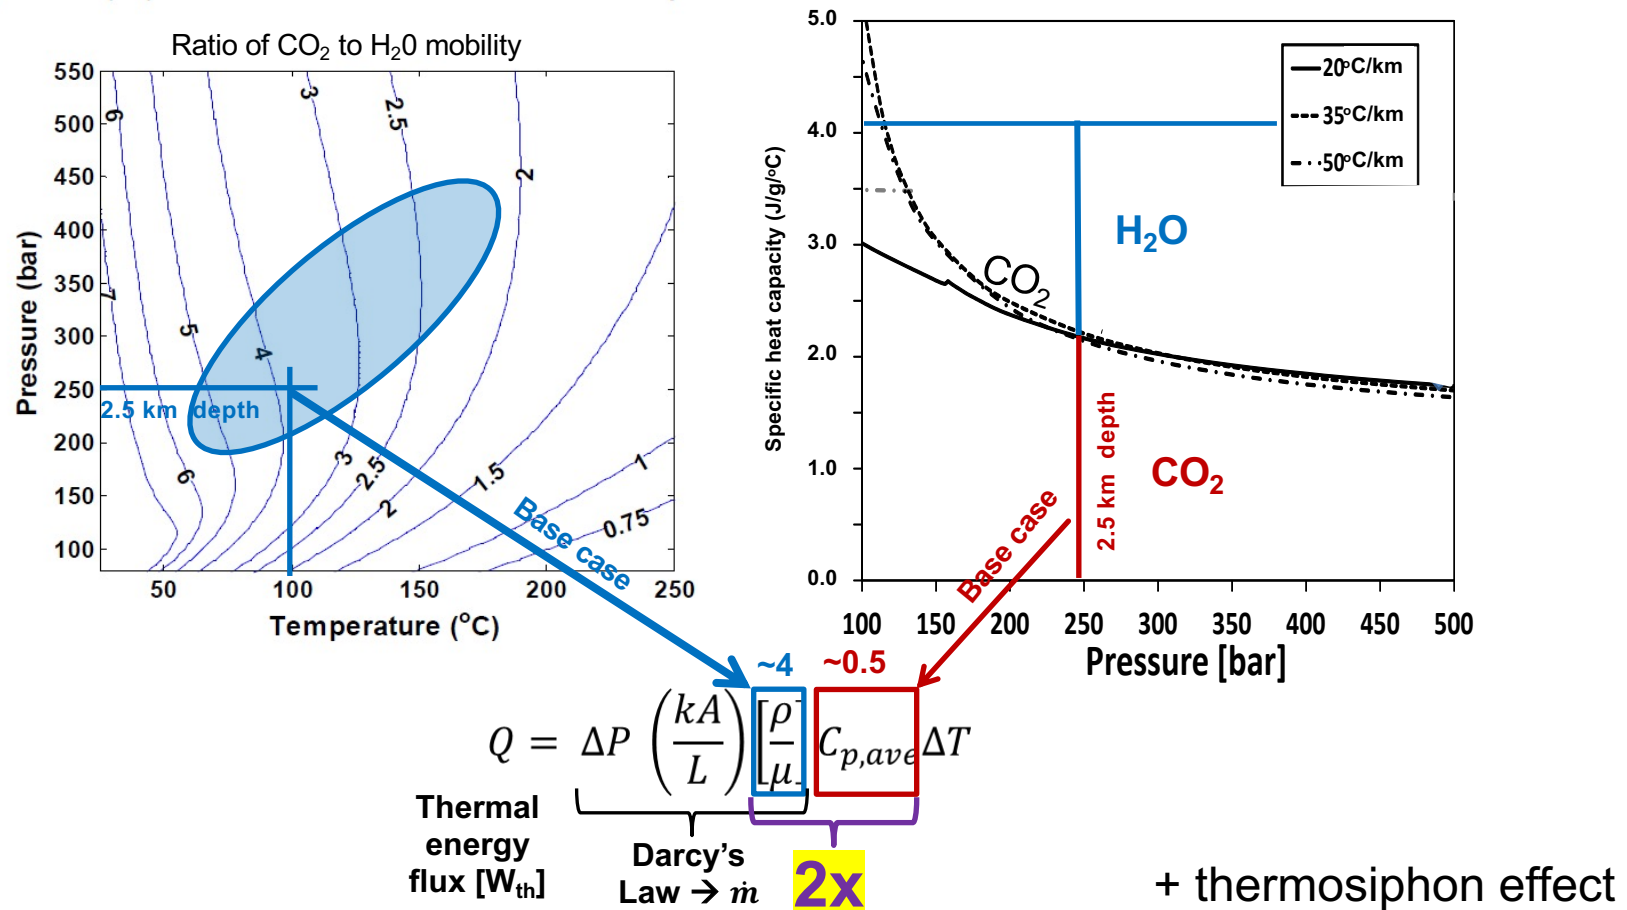 Ratio of CO₂ to H₂0 mobility
550
500
450
400
350
300
250
200
150
100
Pressure (bar)
50
100
150
200
250
Temperature (°C)
6
3
2.5
2
7
5
4
6
3
2.5
2
1.5
1
0.75
2.5 km depth
Base case
5.0
4.0
3.0
2.0
1.0
0.0
Specific heat capacity (J/g/°C)
20°C/km
35°C/km
50°C/km
H₂O
CO₂
CO₂
2.5 km depth
Base case
100
150
200
250
300
350
400
450
500
Pressure [bar]
~4
~0.5
Q = ΔP (kA/L) [ρ/μ] C_{p,ave} ΔT
Thermal
energy
flux [W_{th}]
Darcy's
Law → ṁ
2x
+ thermosiphon effect